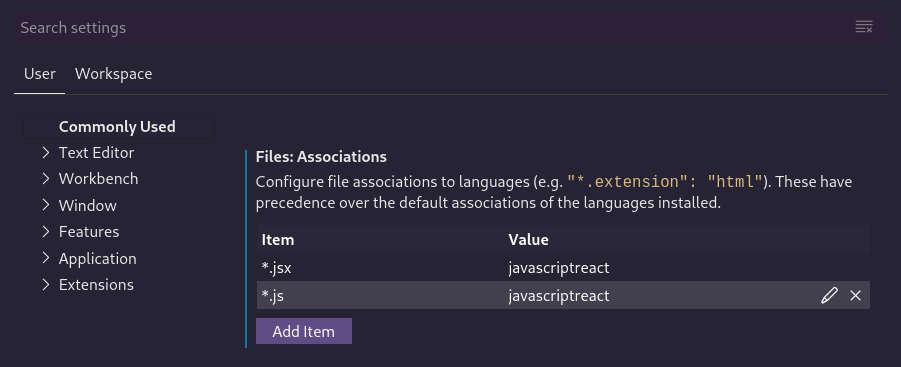 Search settings
User Workspace
Commonly Used
Text Editor
Workbench
Window
Features
Application
Extensions
Files: Associations
Configure file associations to languages (e.g. "*.extension": "html"). These have
precedence over the default associations of the languages installed.
Item Value
*.jsx javascriptreact
*.js javascriptreact
Add Item